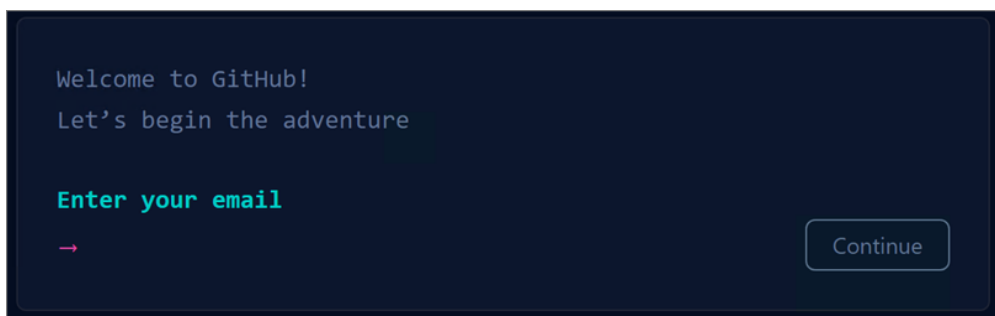 Welcome to GitHub!
Let’s begin the adventure
Enter your email
→
Continue